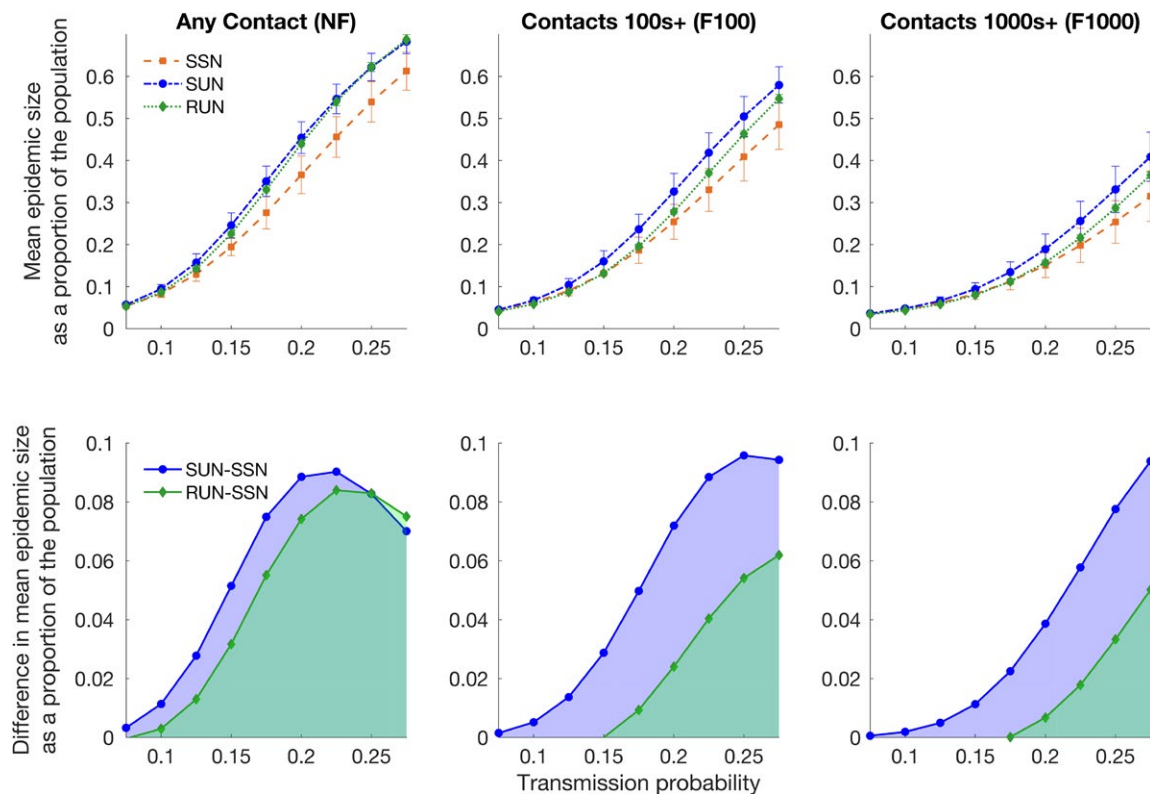 Any Contact (NF)
Contacts 100s+ (F100)
Contacts 1000s+ (F1000)
Mean epidemic size
as a proportion of the population
0.6
0.5
0.4
0.3
0.2
0.1
0
SSN
SUN
RUN
0.1 0.15 0.2 0.25
0.6
0.5
0.4
0.3
0.2
0.1
0
0.1 0.15 0.2 0.25
0.6
0.5
0.4
0.3
0.2
0.1
0
0.1 0.15 0.2 0.25
Difference in mean epidemic size
as a proportion of the population
0.1
0.08
0.06
0.04
0.02
0
SUN-SSN
RUN-SSN
0.1 0.15 0.2 0.25
0.1
0.08
0.06
0.04
0.02
0
0.1 0.15 0.2 0.25
0.1
0.08
0.06
0.04
0.02
0
0.1 0.15 0.2 0.25
Transmission probability